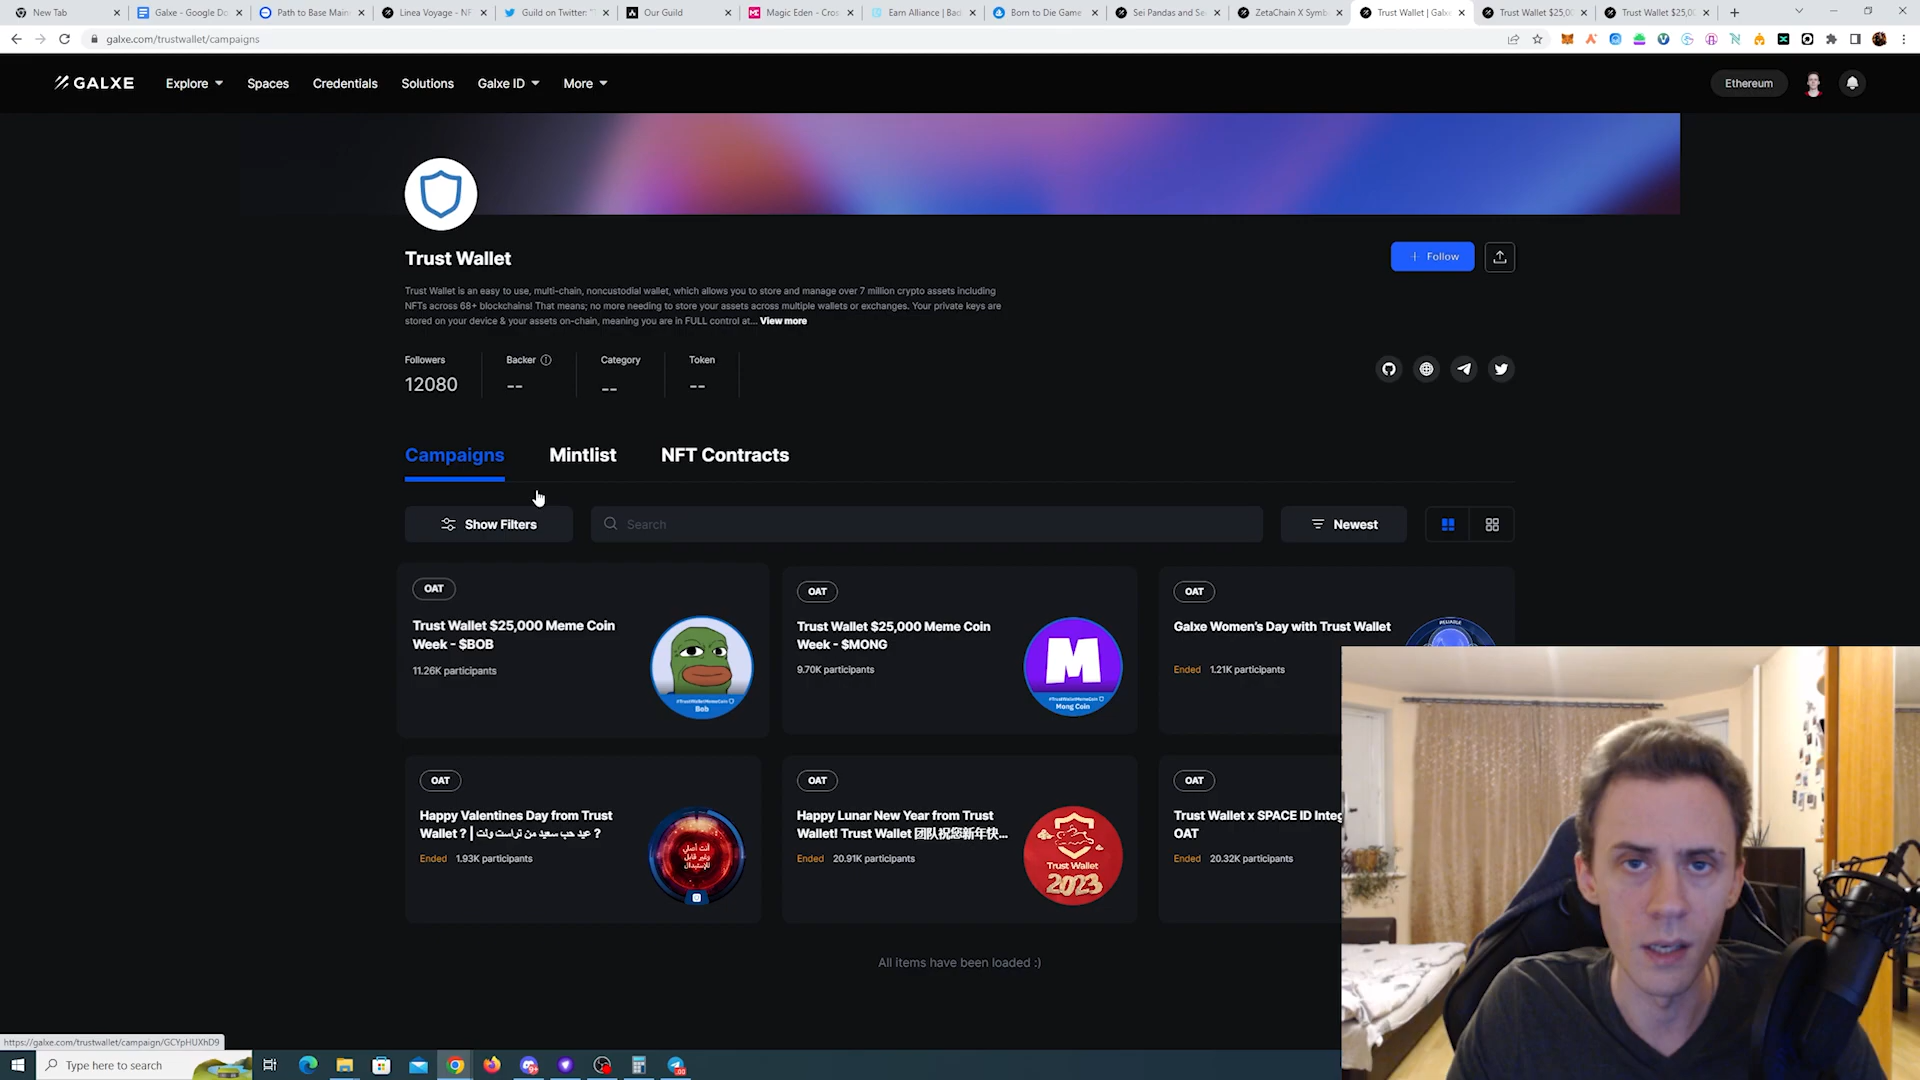 New Tab
Galxe - Google Do
Path to Base Main
Linea Voyage - NF
Guild on Twitter: "
Our Guild
Magic Eden - Cros
Earn Alliance | Bad
Born to Die Game
Sei Pandas and Se
ZetaChain X Symb
Trust Wallet | Galx
Trust Wallet $25,0
Trust Wallet $25,0
galxe.com/trustwallet/campaigns
GALXE
Explore
Spaces
Credentials
Solutions
Galxe ID
More
Ethereum
Trust Wallet
Follow
Trust Wallet is an easy to use, multi-chain, noncustodial wallet, which allows you to store and manage over 7 million crypto assets including
NFTs across 68+ blockchains! That means; no more needing to store your assets across multiple wallets or exchanges. Your private keys are
stored on your device & your assets on-chain, meaning you are in FULL control at... View more
Followers
Backer
Category
Token
12080
--
--
--
Campaigns
Mintlist
NFT Contracts
Show Filters
Search
Newest
OAT
Trust Wallet $25,000 Meme Coin
Week - $BOB
11.26K participants
#TrustWalletMemeCoin
Bob
OAT
Trust Wallet $25,000 Meme Coin
Week - $MONG
9.70K participants
M
#TrustWalletMemeCoin
Mong Coin
OAT
Galxe Women's Day with Trust Wallet
Ended 1.21K participants
RELIABLE
OAT
Happy Valentines Day from Trust
Wallet ? | عيد حب سعيد من تراست ولت ?
Ended 1.93K participants
أنت أصلي
وغير قابل
للإستبدال
OAT
Happy Lunar New Year from Trust
Wallet! Trust Wallet 团队祝您新年快...
Ended 20.91K participants
Trust Wallet
2023
OAT
Trust Wallet x SPACE ID Integ
OAT
Ended 20.32K participants
All items have been loaded :)
https://galxe.com/trustwallet/campaign/GCYpHUXhD9
Type here to search